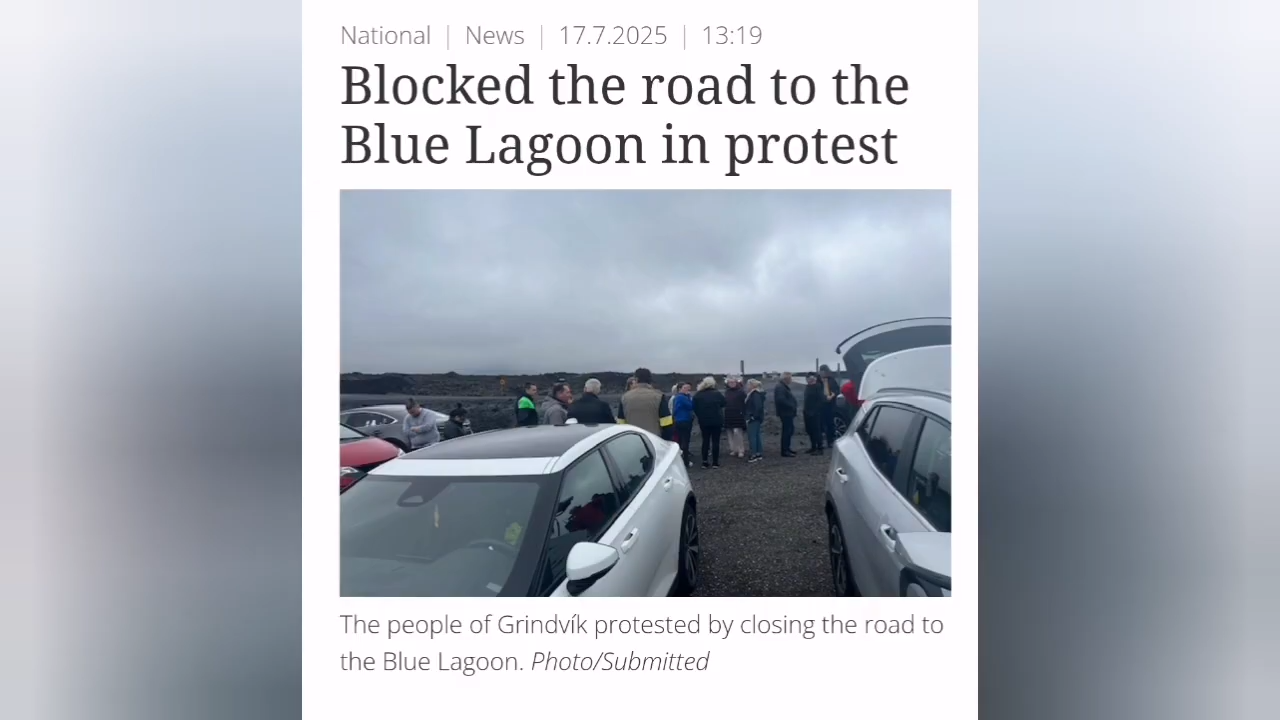 National | News | 17.7.2025 | 13:19
Blocked the road to the
Blue Lagoon in protest
The people of Grindvík protested by closing the road to
the Blue Lagoon. Photo/Submitted